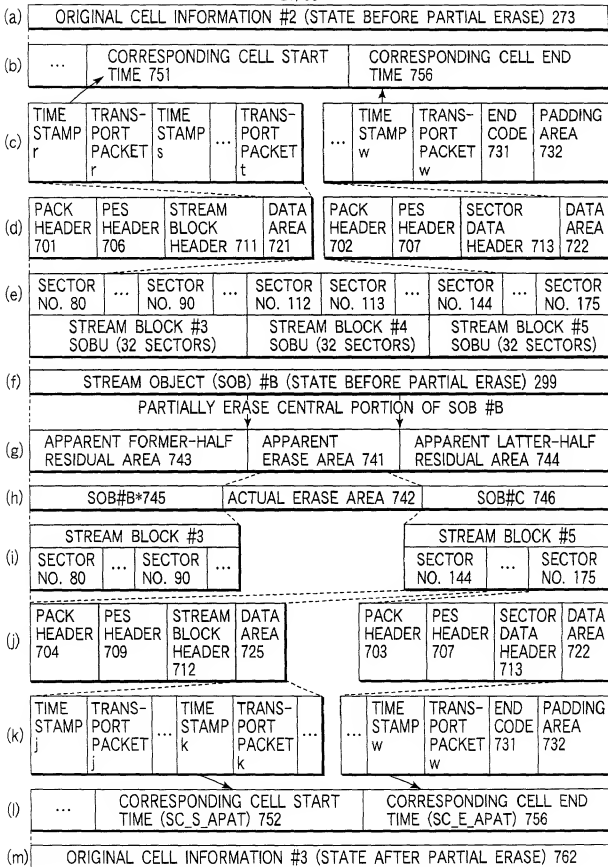 (a) ORIGINAL CELL INFORMATION #2 (STATE BEFORE PARTIAL ERASE) 273
(b) ... CORRESPONDING CELL START TIME 751 CORRESPONDING CELL END TIME 756
(c) TIME STAMP r TRANS-PORT PACKET r TIME STAMP s ... TRANS-PORT PACKET t ... TIME STAMP w TRANS-PORT PACKET w END CODE 731 PADDING AREA 732
(d) PACK HEADER 701 PES HEADER 706 STREAM BLOCK HEADER 711 DATA AREA 721 PACK HEADER 702 PES HEADER 707 SECTOR DATA HEADER 713 DATA AREA 722
(e) SECTOR NO. 80 ... SECTOR NO. 90 ... SECTOR NO. 112 SECTOR NO. 113 ... SECTOR NO. 144 ... SECTOR NO. 175
STREAM BLOCK #3 SOBU (32 SECTORS) STREAM BLOCK #4 SOBU (32 SECTORS) STREAM BLOCK #5 SOBU (32 SECTORS)
(f) STREAM OBJECT (SOB) #B (STATE BEFORE PARTIAL ERASE) 299
PARTIALLY ERASE CENTRAL PORTION OF SOB #B
(g) APPARENT FORMER-HALF RESIDUAL AREA 743 APPARENT ERASE AREA 741 APPARENT LATTER-HALF RESIDUAL AREA 744
(h) SOB#B*745 ACTUAL ERASE AREA 742 SOB#C 746
(i) STREAM BLOCK #3 STREAM BLOCK #5
SECTOR NO. 80 ... SECTOR NO. 90 ... SECTOR NO. 144 ... SECTOR NO. 175
(j) PACK HEADER 704 PES HEADER 709 STREAM BLOCK HEADER 712 DATA AREA 725 PACK HEADER 703 PES HEADER 707 SECTOR DATA HEADER 713 DATA AREA 722
(k) TIME STAMP j TRANS-PORT PACKET j ... TIME STAMP k TRANS-PORT PACKET k ... ... TIME STAMP w TRANS-PORT PACKET w END CODE 731 PADDING AREA 732
(l) ... CORRESPONDING CELL START TIME (SC_S_APAT) 752 CORRESPONDING CELL END TIME (SC_E_APAT) 756
(m) ORIGINAL CELL INFORMATION #3 (STATE AFTER PARTIAL ERASE) 762